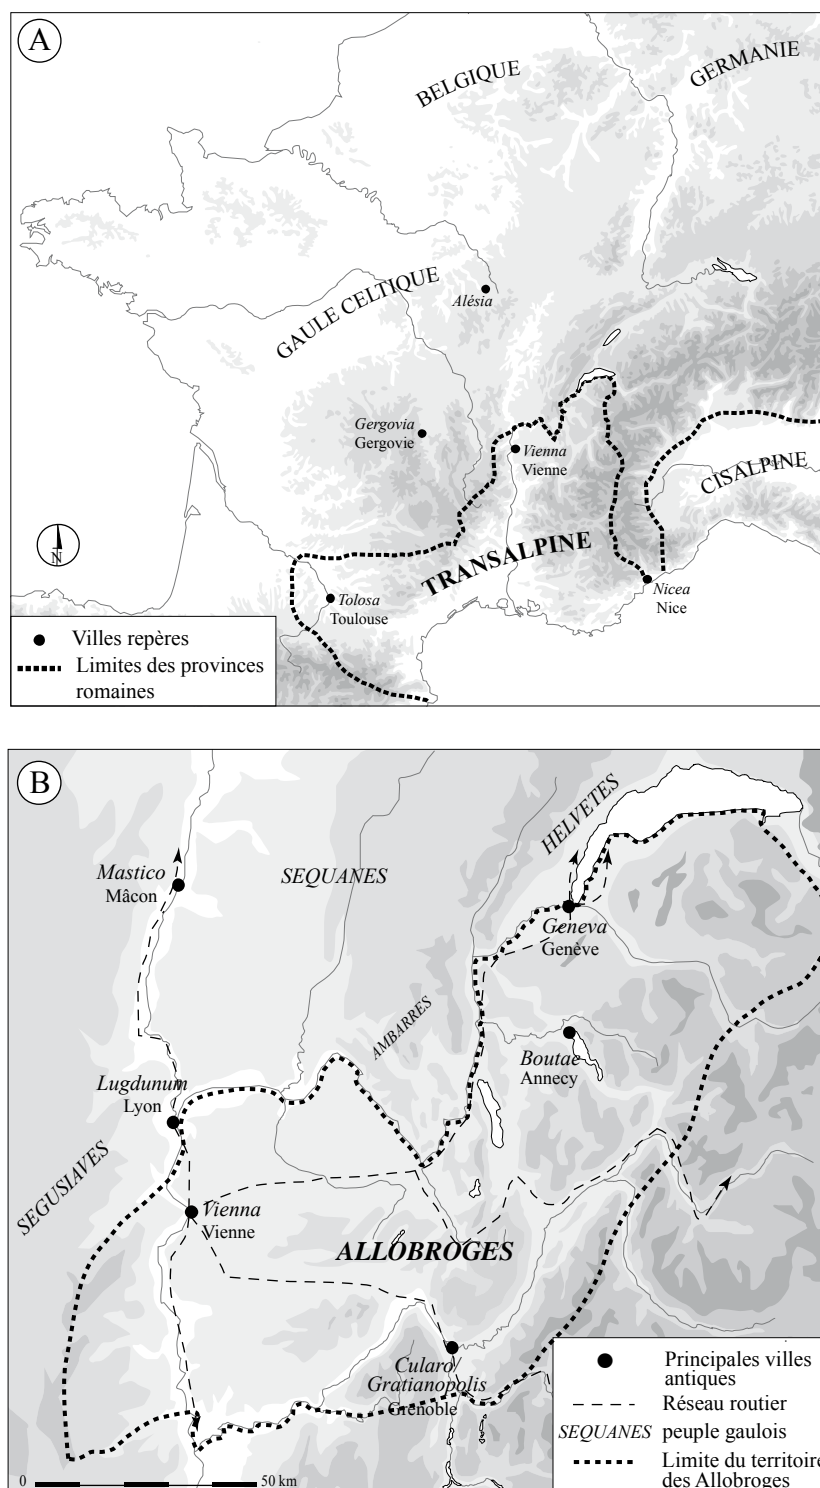 A
BELGIQUE
GERMANIE
GAULE CELTIQUE
Alésia
Gergovia
Gergovie
Vienna
Vienne
CISALPINE
TRANSALPINE
N
Tolosa
Toulouse
Nicea
Nice
Villes repères
Limites des provinces
romaines
B
HELVETES
Mastico
Mâcon
SEQUANES
Geneva
Genève
AMBARRES
Boutae
Annecy
Lugdunum
Lyon
SEGUSIAVES
Vienna
Vienne
ALLOBROGES
Cularo/
Gratianopolis
Grenoble
Principales villes
antiques
Réseau routier
SEQUANES peuple gaulois
Limite du territoire
des Allobroges
0 50 km